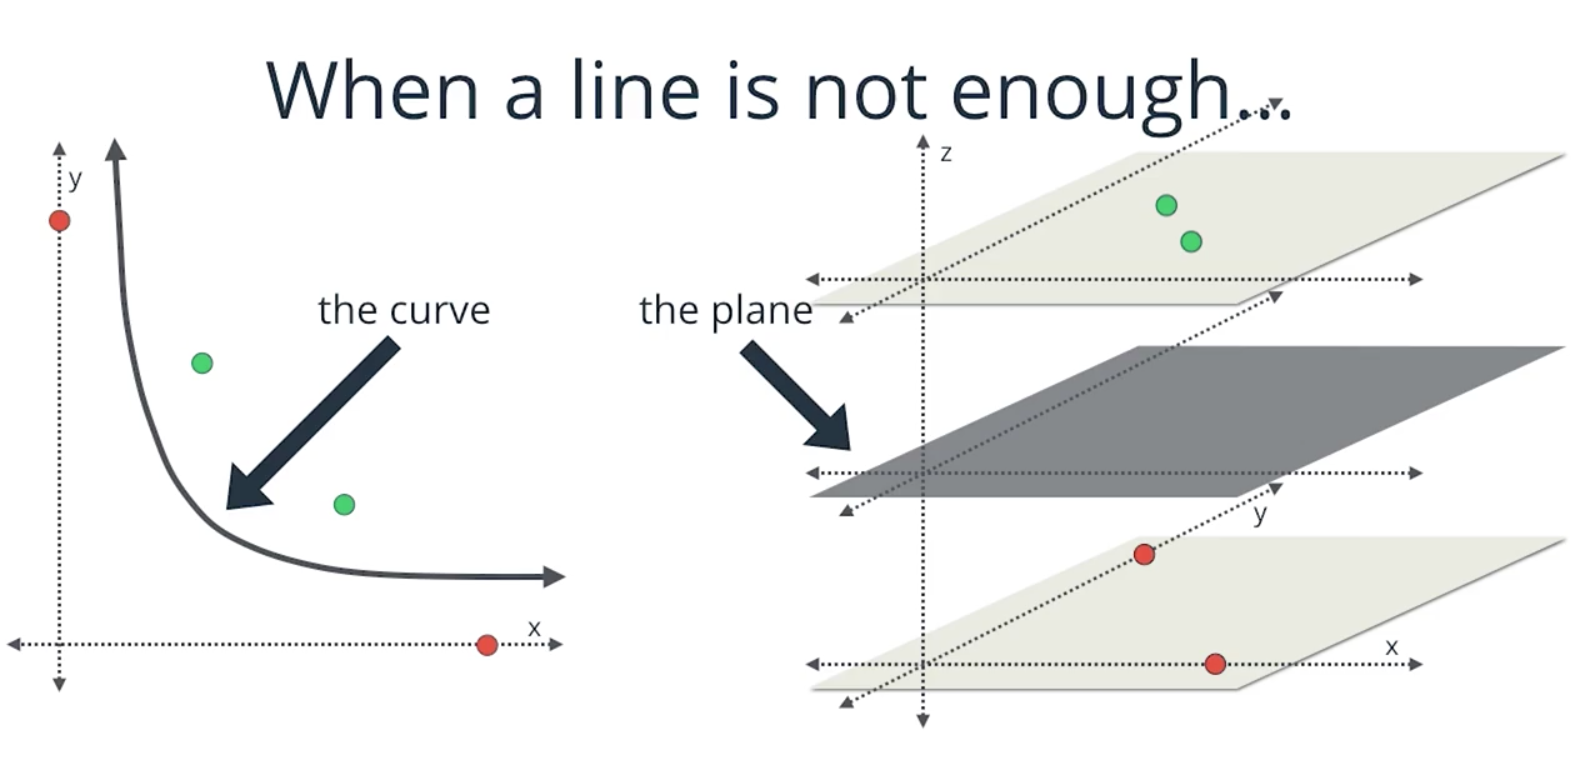 When a line is not enough...
y
the curve
x
z
the plane
y
x